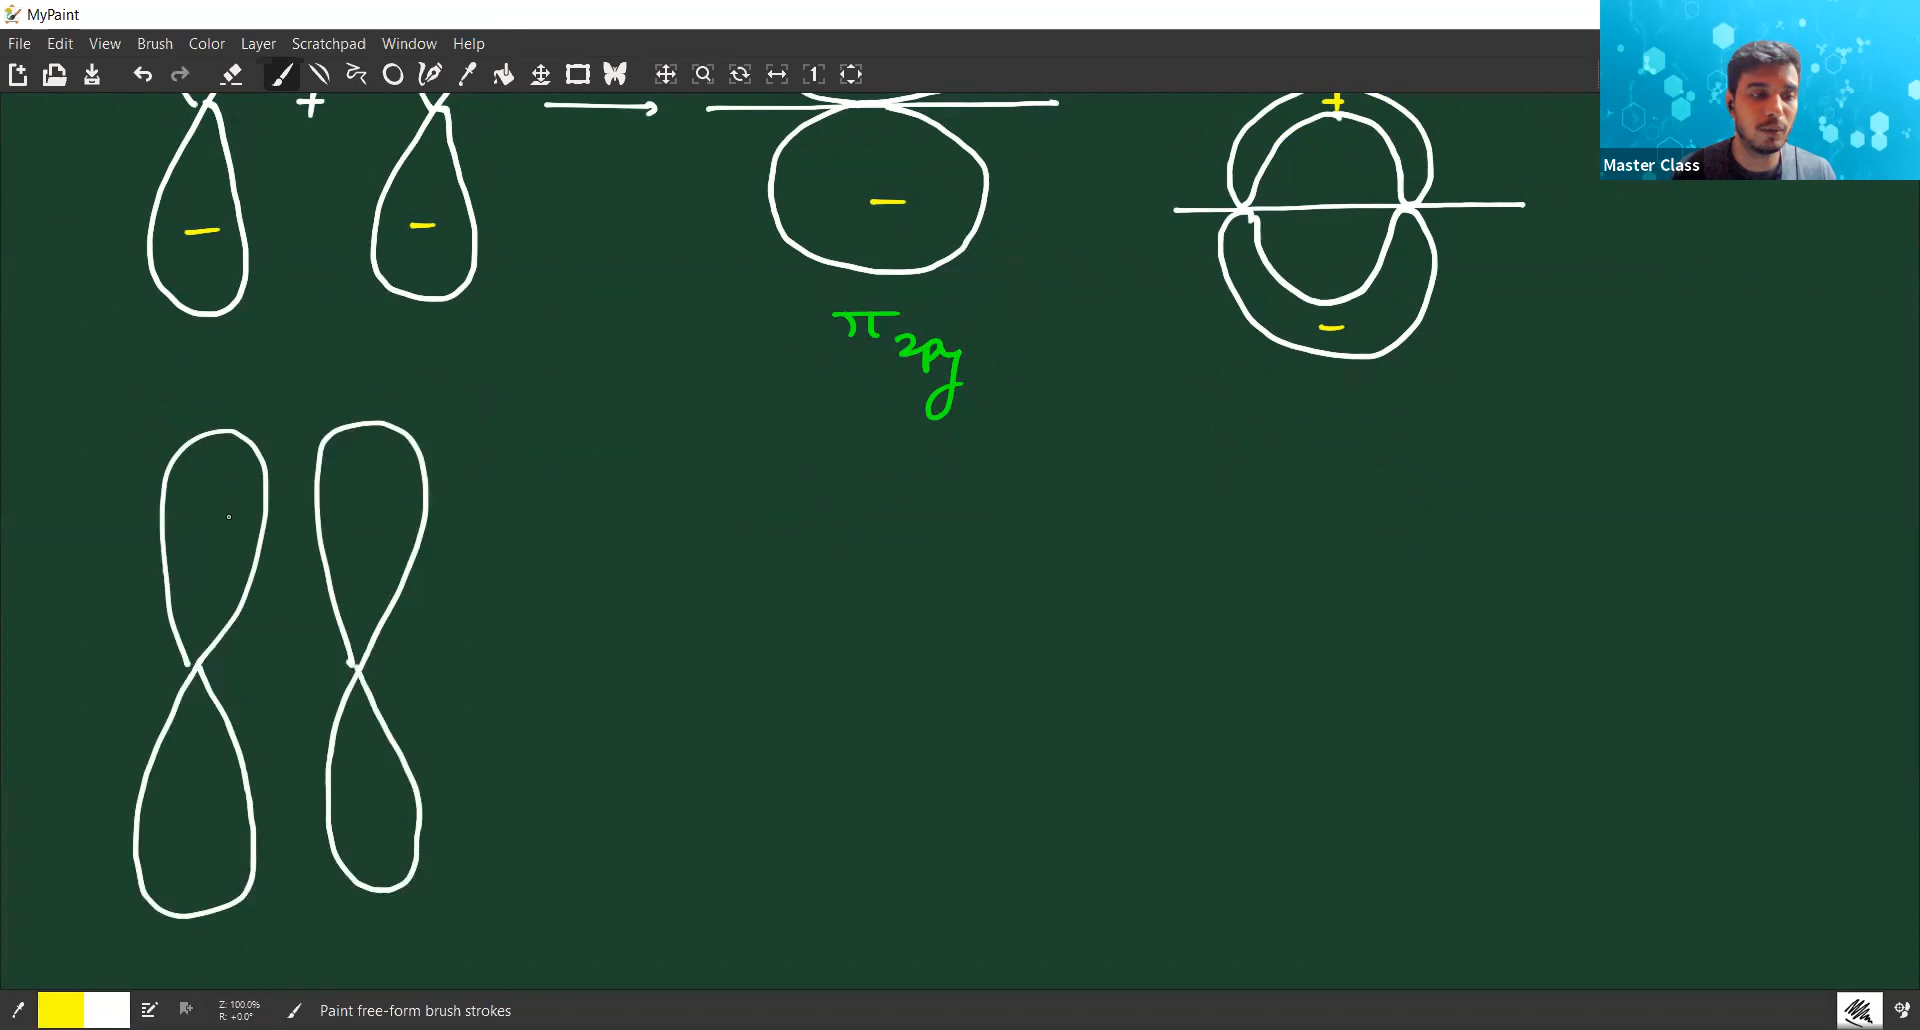 MyPaint
File Edit View Brush Color Layer Scratchpad Window Help
Master Class
+
+
− −
−
−
π 2py
Z: 100.0%
R: +0.0°
Paint free-form brush strokes